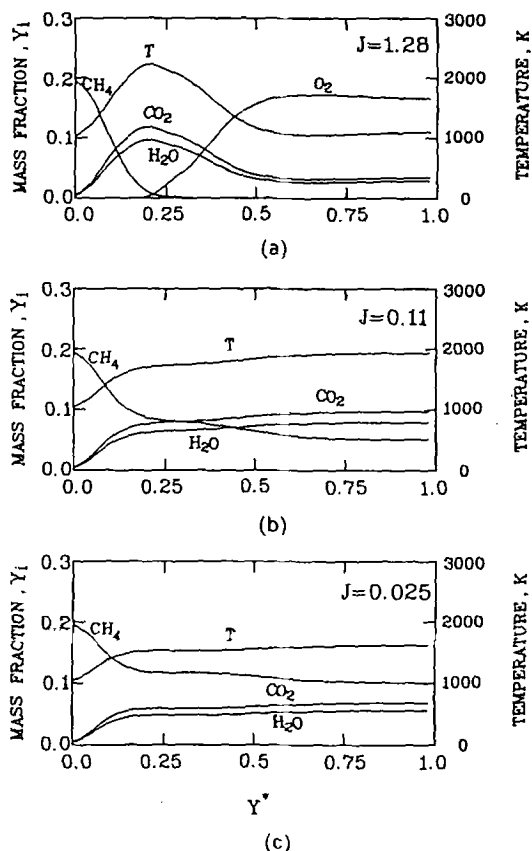 MASS FRACTION, Yi
TEMPERATURE, K
0.3
0.2
0.1
0.0
3000
2000
1000
0
J=1.28
T
CH4
CO2
H2O
O2
0.0 0.25 0.5 0.75 1.0
(a)
MASS FRACTION, Yi
TEMPERATURE, K
0.3
0.2
0.1
0.0
3000
2000
1000
0
J=0.11
CH4
T
CO2
H2O
0.0 0.25 0.5 0.75 1.0
(b)
MASS FRACTION, Yi
TEMPERATURE, K
0.3
0.2
0.1
0.0
3000
2000
1000
0
J=0.025
CH4
T
CO2
H2O
0.0 0.25 0.5 0.75 1.0
Y*
(c)